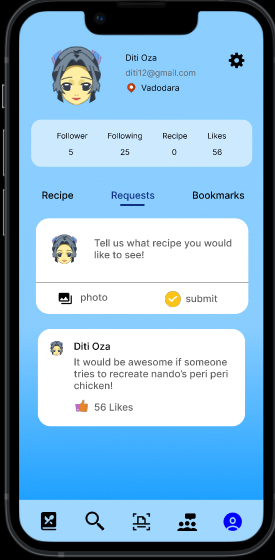 Diti Oza
diti12@gmail.com
Vadodara
Follower Following Recipe Likes
5 25 0 56
Recipe Requests Bookmarks
Tell us what recipe you would
like to see!
photo submit
Diti Oza
It would be awesome if someone
tries to recreate nando's peri peri
chicken!
56 Likes